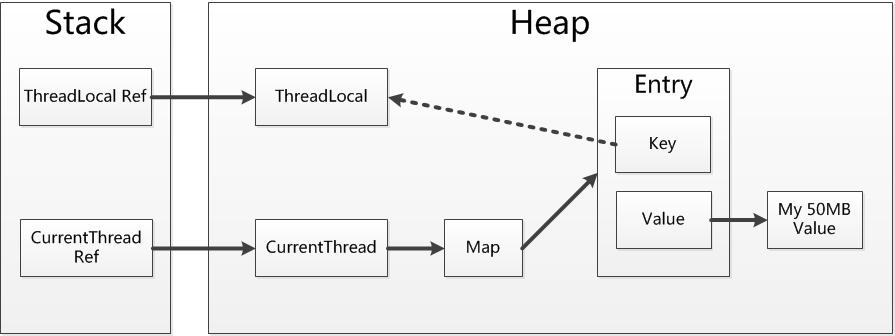 Stack
Heap
ThreadLocal Ref
ThreadLocal
Entry
Key
CurrentThread
Ref
CurrentThread
Map
Value
My 50MB
Value